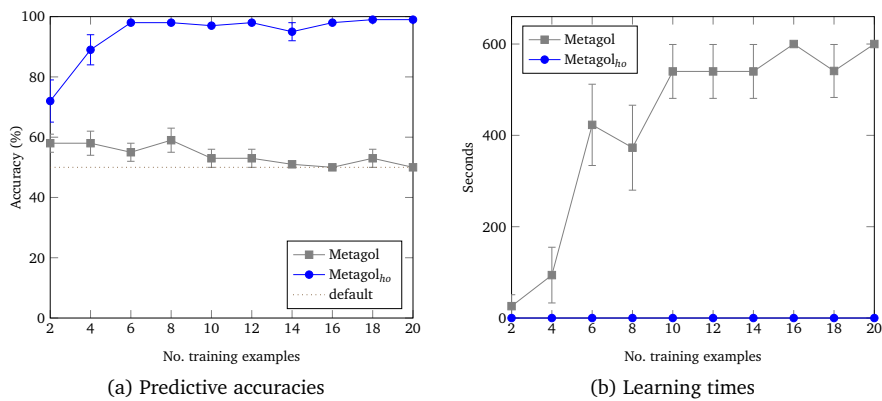 100
80
60
40
20
0
2 4 6 8 10 12 14 16 18 20
Accuracy (%)
No. training examples
Metagol
Metagol_ho
default
(a) Predictive accuracies
600
400
200
0
2 4 6 8 10 12 14 16 18 20
Seconds
No. training examples
Metagol
Metagol_ho
(b) Learning times